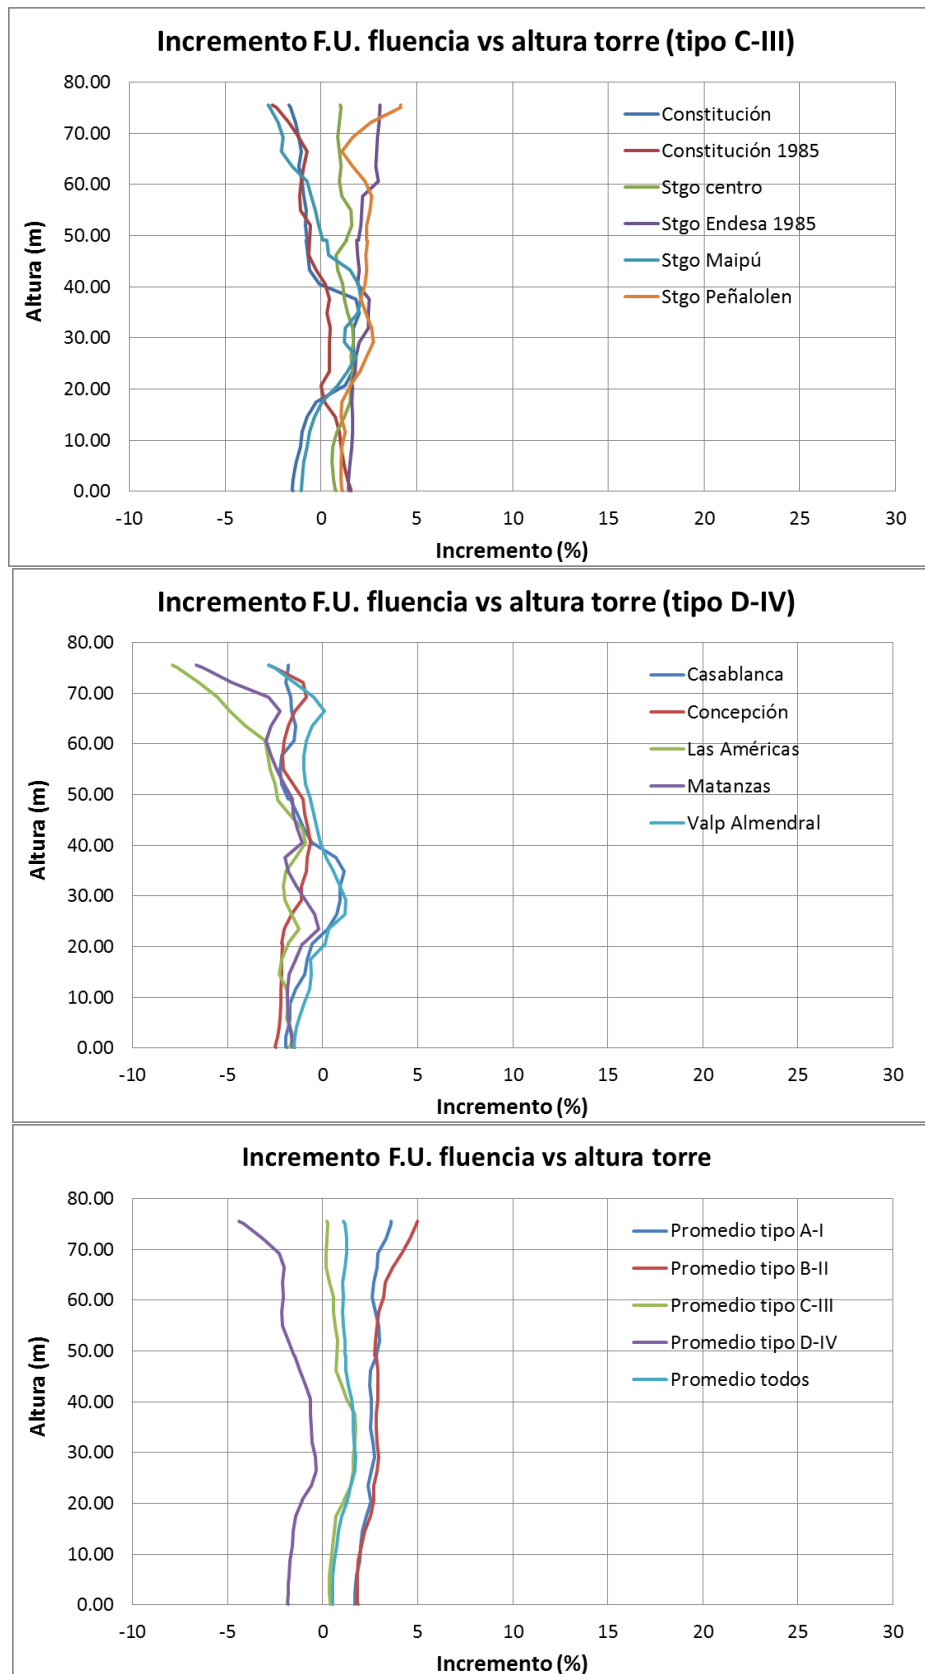 Incremento F.U. fluencia vs altura torre (tipo C-III)
80.00
70.00
60.00
50.00
40.00
30.00
20.00
10.00
0.00
Altura (m)
-10 -5 0 5 10 15 20 25 30
Incremento (%)
Constitución
Constitución 1985
Stgo centro
Stgo Endesa 1985
Stgo Maipú
Stgo Peñalolen
Incremento F.U. fluencia vs altura torre (tipo D-IV)
80.00
70.00
60.00
50.00
40.00
30.00
20.00
10.00
0.00
Altura (m)
-10 -5 0 5 10 15 20 25 30
Incremento (%)
Casablanca
Concepción
Las Américas
Matanzas
Valp Almendral
Incremento F.U. fluencia vs altura torre
80.00
70.00
60.00
50.00
40.00
30.00
20.00
10.00
0.00
Altura (m)
-10 -5 0 5 10 15 20 25 30
Incremento (%)
Promedio tipo A-I
Promedio tipo B-II
Promedio tipo C-III
Promedio tipo D-IV
Promedio todos